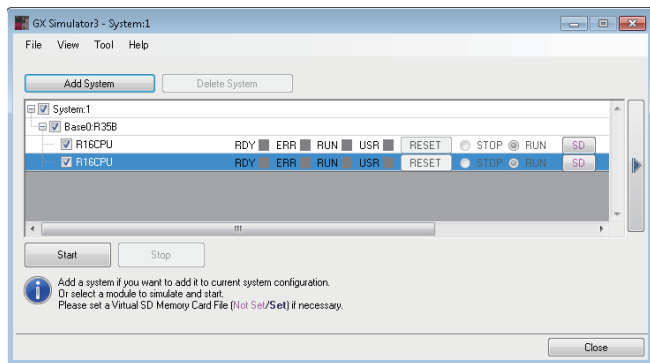 GX Simulator3 - System:1
File View Tool Help
Add System Delete System
System:1
Base0:R35B
R16CPU RDY ERR RUN USR RESET STOP RUN SD
R16CPU RDY ERR RUN USR RESET STOP RUN SD
Start Stop
Add a system if you want to add it to current system configuration.
Or select a module to simulate and start.
Please set a Virtual SD Memory Card File (Not Set/Set) if necessary.
Close